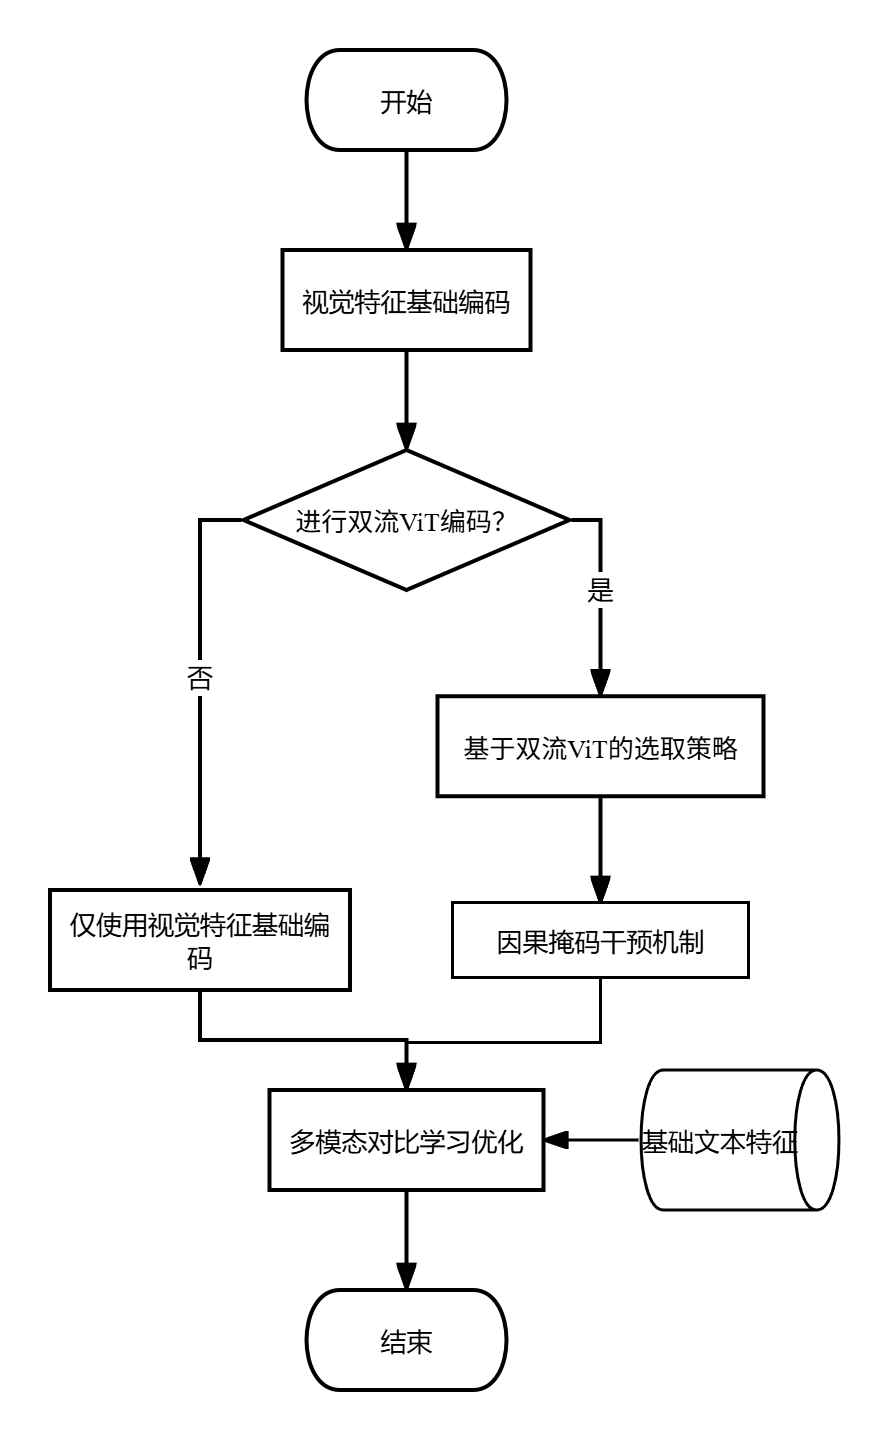 开始
视觉特征基础编码
进行双流ViT编码？
是
否
基于双流ViT的选取策略
仅使用视觉特征基础编
码
因果掩码干预机制
多模态对比学习优化
基础文本特征
结束